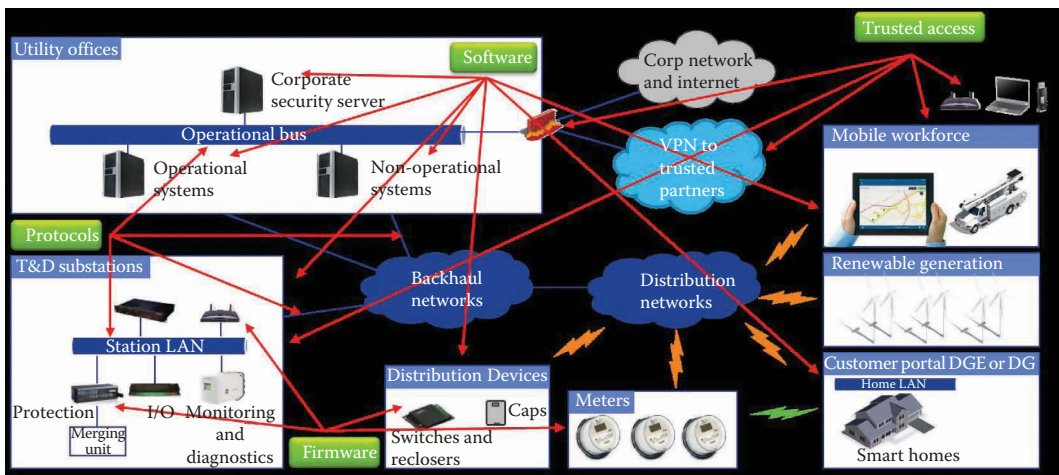 Utility offices
Software
Trusted access
Corporate
security server
Corp network
and internet
Operational bus
Mobile workforce
Operational
systems
Non-operational
systems
VPN to
trusted
partners
Protocols
T&D substations
Backhaul
networks
Distribution
networks
Renewable generation
Station LAN
Distribution Devices
Customer portal DGE or DG
Home LAN
Protection
I/O
Monitoring
and
diagnostics
Merging
unit
Caps
Switches and
reclosers
Meters
Firmware
Smart homes